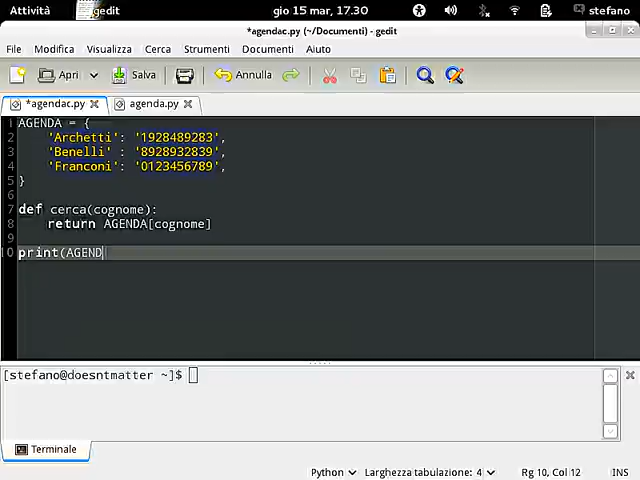 Attività gedit gio 15 mar, 17.30 stefano
*agendac.py (~/Documenti) - gedit
File Modifica Visualizza Cerca Strumenti Documenti Aiuto
Apri Salva Annulla
*agendac.py agenda.py
1 AGENDA = {
2 'Archetti': '1928489283',
3 'Benelli' : '8928932839',
4 'Franconi': '0123456789',
5 }
6
7 def cerca(cognome):
8 return AGENDA[cognome]
9
10 print(AGEND
[stefano@doesntmatter ~]$
Terminale
Python Larghezza tabulazione: 4 Rg 10, Col 12 INS